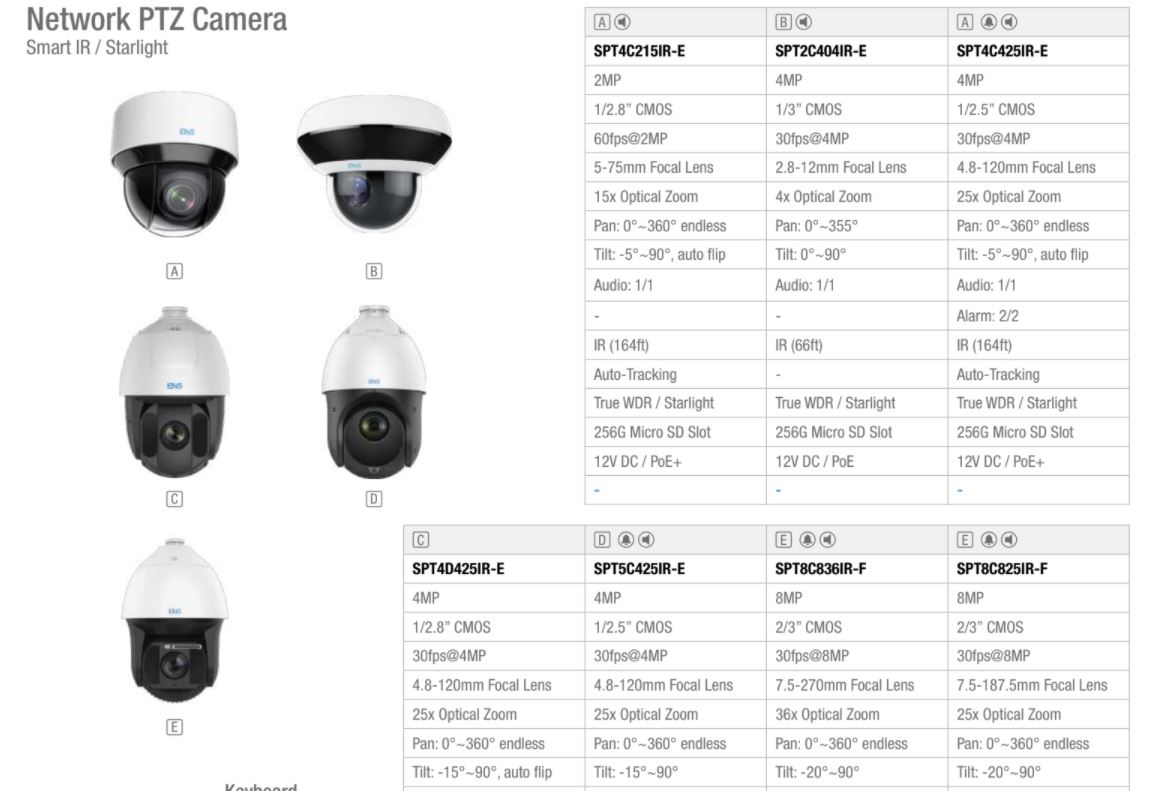 Network PTZ Camera
Smart IR / Starlight
ENS
ENS
A
B
ENS
ENS
C
D
ENS
E
Keyboard
A B A
SPT4C215IR-E SPT2C404IR-E SPT4C425IR-E
2MP 4MP 4MP
1/2.8” CMOS 1/3” CMOS 1/2.5” CMOS
60fps@2MP 30fps@4MP 30fps@4MP
5-75mm Focal Lens 2.8-12mm Focal Lens 4.8-120mm Focal Lens
15x Optical Zoom 4x Optical Zoom 25x Optical Zoom
Pan: 0°~360° endless Pan: 0°~355° Pan: 0°~360° endless
Tilt: -5°~90°, auto flip Tilt: 0°~90° Tilt: -5°~90°, auto flip
Audio: 1/1 Audio: 1/1 Audio: 1/1
- - Alarm: 2/2
IR (164ft) IR (66ft) IR (164ft)
Auto-Tracking - Auto-Tracking
True WDR / Starlight True WDR / Starlight True WDR / Starlight
256G Micro SD Slot 256G Micro SD Slot 256G Micro SD Slot
12V DC / PoE+ 12V DC / PoE 12V DC / PoE+
- - -
C D E E
SPT4D425IR-E SPT5C425IR-E SPT8C836IR-F SPT8C825IR-F
4MP 4MP 8MP 8MP
1/2.8” CMOS 1/2.5” CMOS 2/3” CMOS 2/3” CMOS
30fps@4MP 30fps@4MP 30fps@8MP 30fps@8MP
4.8-120mm Focal Lens 4.8-120mm Focal Lens 7.5-270mm Focal Lens 7.5-187.5mm Focal Lens
25x Optical Zoom 25x Optical Zoom 36x Optical Zoom 25x Optical Zoom
Pan: 0°~360° endless Pan: 0°~360° endless Pan: 0°~360° endless Pan: 0°~360° endless
Tilt: -15°~90°, auto flip Tilt: -15°~90° Tilt: -20°~90° Tilt: -20°~90°